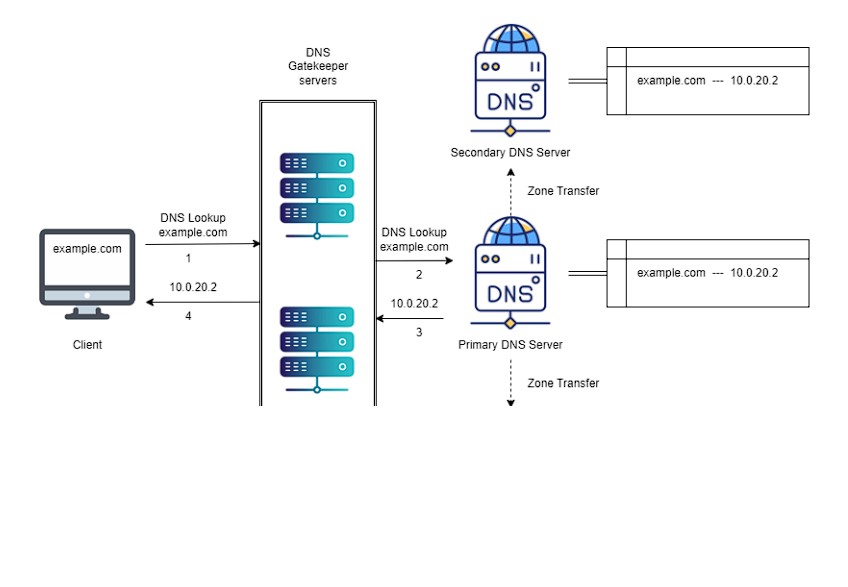 DNS
Gatekeeper
servers
DNS
example.com --- 10.0.20.2
Secondary DNS Server
Zone Transfer
DNS Lookup
example.com
1
example.com
10.0.20.2
4
Client
DNS Lookup
example.com
2
10.0.20.2
3
DNS
example.com --- 10.0.20.2
Primary DNS Server
Zone Transfer